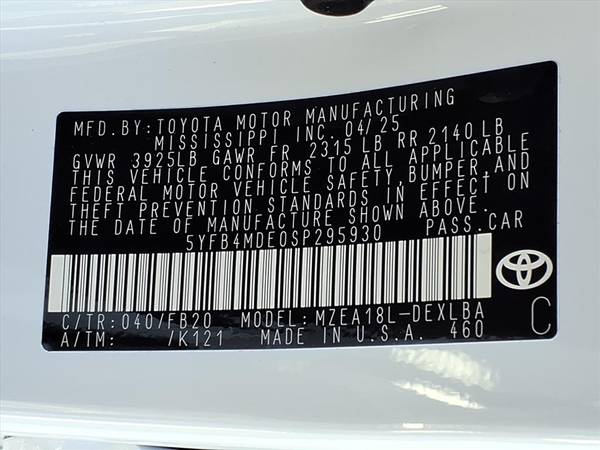 MFD.BY:TOYOTA MOTOR MANUFACTURING
MISSISSIPPI INC. 04/25
GVWR 3925LB GAWR FR 2315 LB RR 2140 LB
THIS VEHICLE CONFORMS TO ALL APPLICABLE
FEDERAL MOTOR VEHICLE SAFETY,BUMPER,AND
THEFT PREVENTION STANDARDS IN EFFECT ON
THE DATE OF MANUFACTURE SHOWN ABOVE.
5YFB4MDE0SP295930 PASS.CAR
C/TR:040/FB20 MODEL:MZEA18L-DEXLBA
A/TM: /K121 MADE IN U.S.A. 460
C